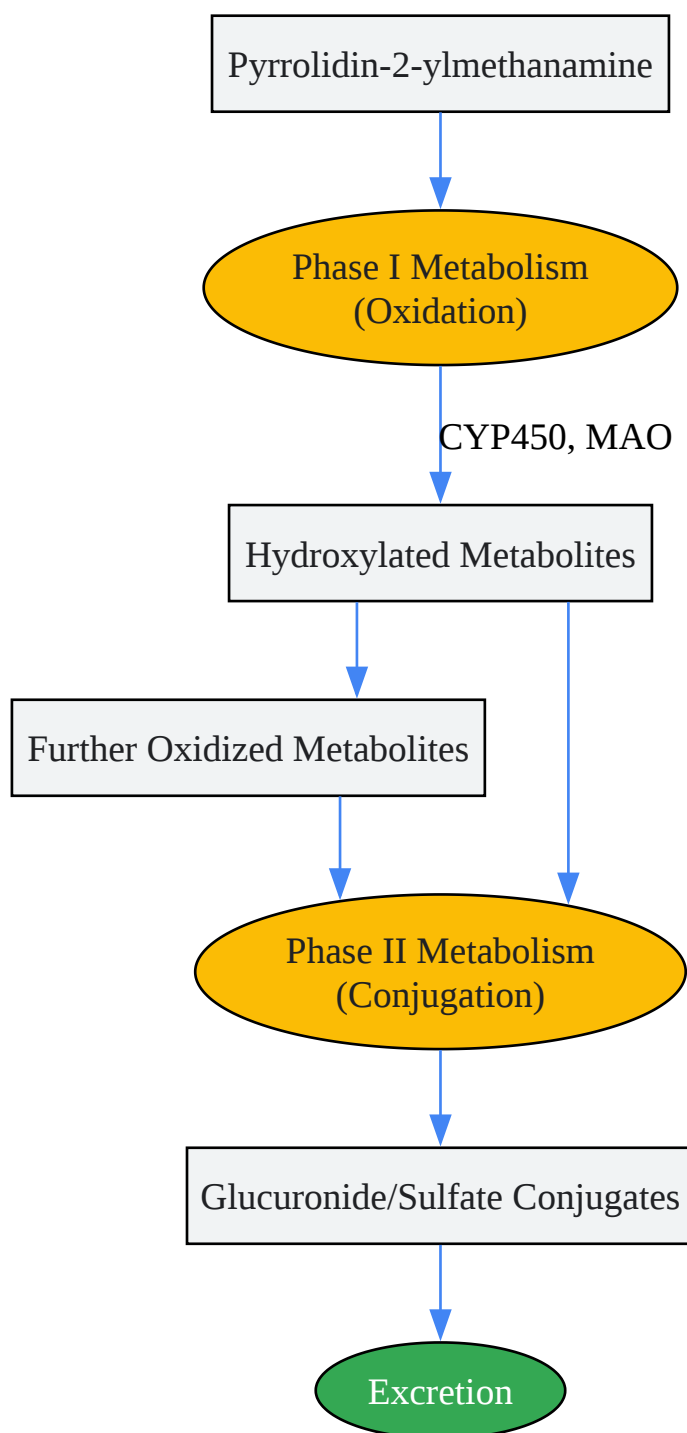 Pyrrolidin-2-ylmethanamine
Phase I Metabolism
(Oxidation)
CYP450, MAO
Hydroxylated Metabolites
Further Oxidized Metabolites
Phase II Metabolism
(Conjugation)
Glucuronide/Sulfate Conjugates
Excretion